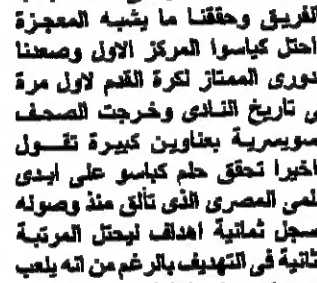 الفريق وحققنا ما يشبه المعجزة
احتل كياسوا المركز الاول وصعدنا
دورى الممتاز لكرة القدم لاول مرة
ى تاريخ النادى وخرجت الصحف
سويسرية بعناوين كبيرة تقول
اخيرا تحقق حلم كياسو على ايدى
لمى المصرى الذى تألق منذ وصوله
سجل ثمانية اهداف ليحتل المرتبة
ثانية فى التهديف بالرغم من انه يلعب